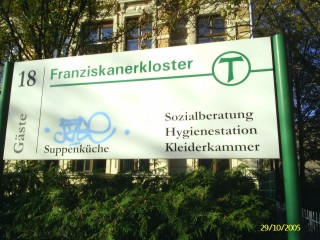 18 Franziskanerkloster
Gäste
Sozialberatung
Hygienestation
Suppenküche Kleiderkammer
29/10/2005